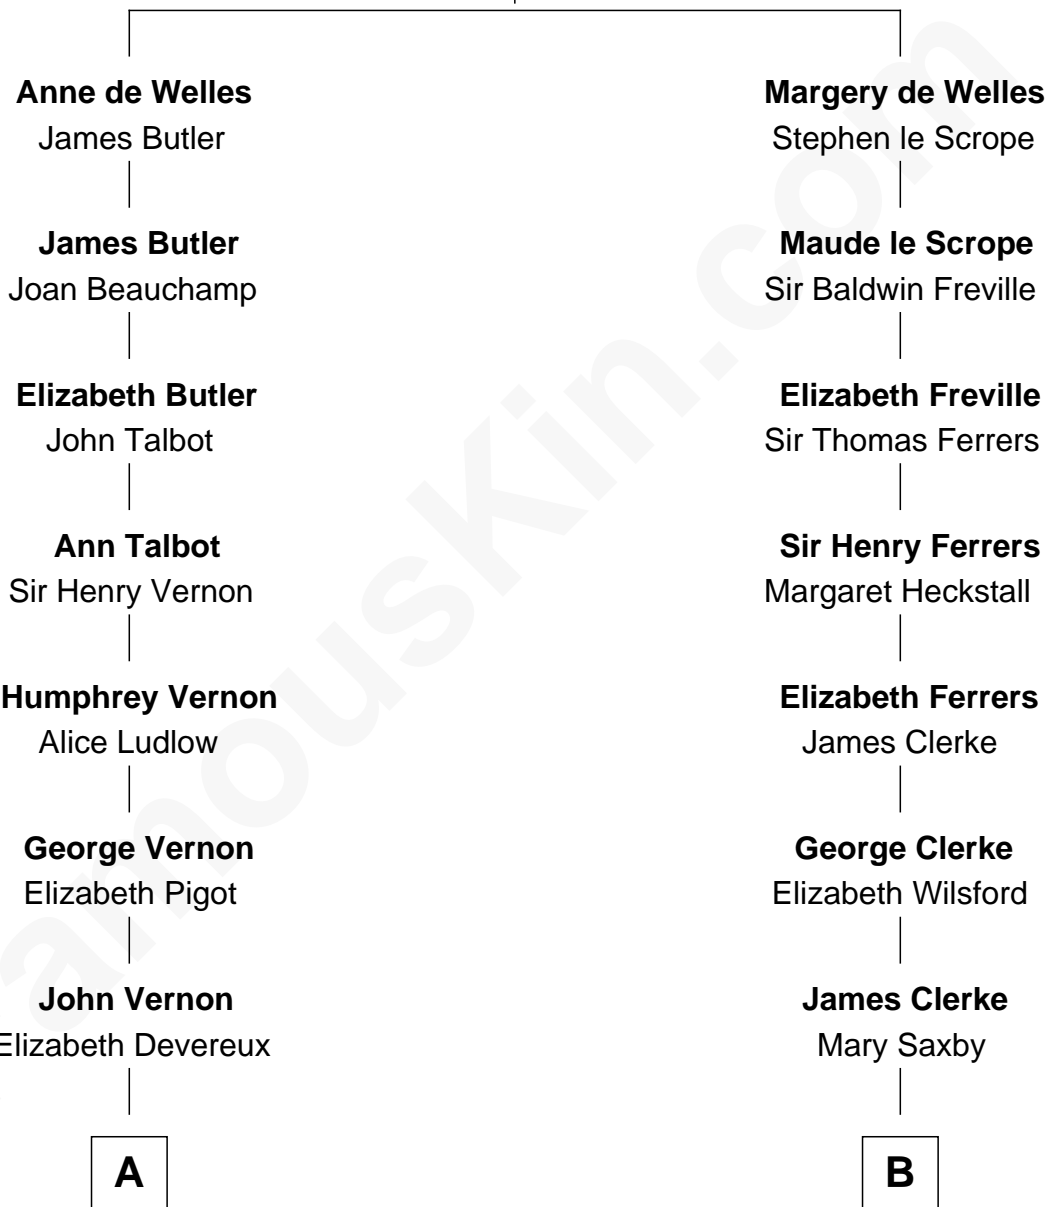 Anne de Welles
James Butler
James Butler
Joan Beauchamp
Elizabeth Butler
John Talbot
Ann Talbot
Sir Henry Vernon
Humphrey Vernon
Alice Ludlow
George Vernon
Elizabeth Pigot
John Vernon
Elizabeth Devereux
A
Margery de Welles
Stephen le Scrope
Maude le Scrope
Sir Baldwin Freville
Elizabeth Freville
Sir Thomas Ferrers
Sir Henry Ferrers
Margaret Heckstall
Elizabeth Ferrers
James Clerke
George Clerke
Elizabeth Wilsford
James Clerke
Mary Saxby
B
amousKin.com